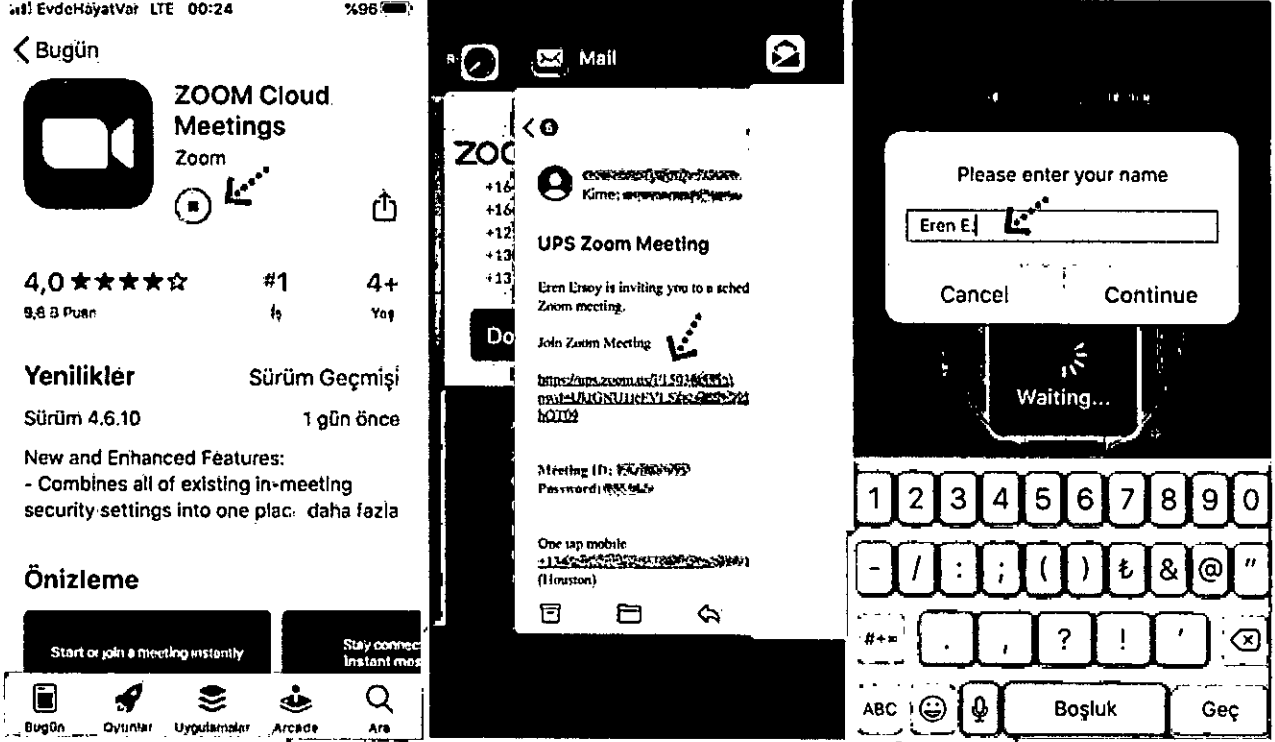 EvdeHayatVar LTE 00:24 %96
Bugün
ZOOM Cloud
Meetings
Zoom
4,0 ★★★★☆ #1 4+
9,8 B Puan İş Yaş
Yenilikler Sürüm Geçmişi
Sürüm 4.6.10 1 gün önce
New and Enhanced Features:
- Combines all of existing in-meeting
security settings into one plac daha fazla
Önizleme
Start or join a meeting instantly
Stay connec
Instant mes
Bugün Oyunlar Uygulamalar Arcade Ara
Mail
ZOO
+16
+16
+12
+13
+13
Do
Kime:
UPS Zoom Meeting
Eren Ersoy is inviting you to a sched
Zoom meeting.
Join Zoom Meeting
hQT09
Meeting ID:
Password:
One tap mobile
(Houston)
Please enter your name
Eren E.
Cancel Continue
Waiting...
1 2 3 4 5 6 7 8 9 0
- / : ; ( ) ₺ & @ "
#+= . , ? ! '
ABC Boşluk Geç